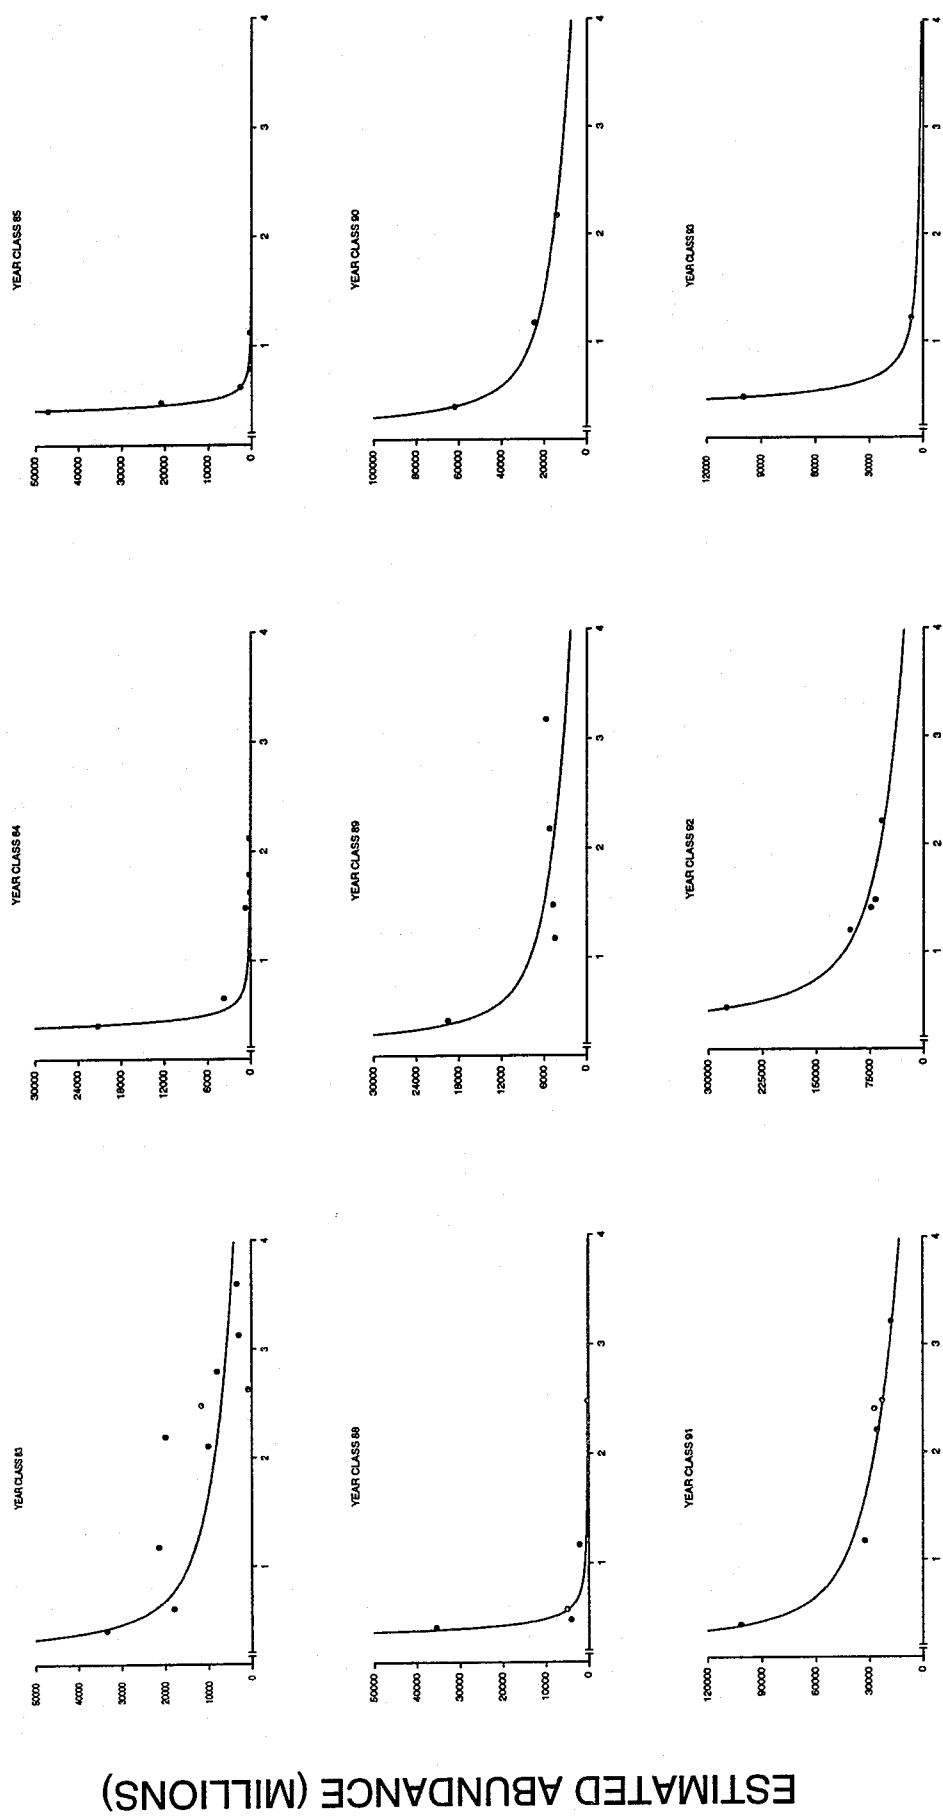 ESTIMATED ABUNDANCE (MILLIONS)
YEAR CLASS 83
50000
40000
30000
20000
10000
0
1 2 3 4
YEAR CLASS 84
30000
24000
18000
12000
6000
0
1 2 3 4
YEAR CLASS 85
50000
40000
30000
20000
10000
0
1 2 3 4
YEAR CLASS 88
50000
40000
30000
20000
10000
0
1 2 3 4
YEAR CLASS 89
30000
24000
18000
12000
6000
0
1 2 3 4
YEAR CLASS 90
100000
80000
60000
40000
20000
0
1 2 3 4
YEAR CLASS 91
120000
90000
60000
30000
0
1 2 3 4
YEAR CLASS 92
300000
225000
150000
75000
0
1 2 3 4
YEAR CLASS 93
120000
90000
60000
30000
0
1 2 3 4